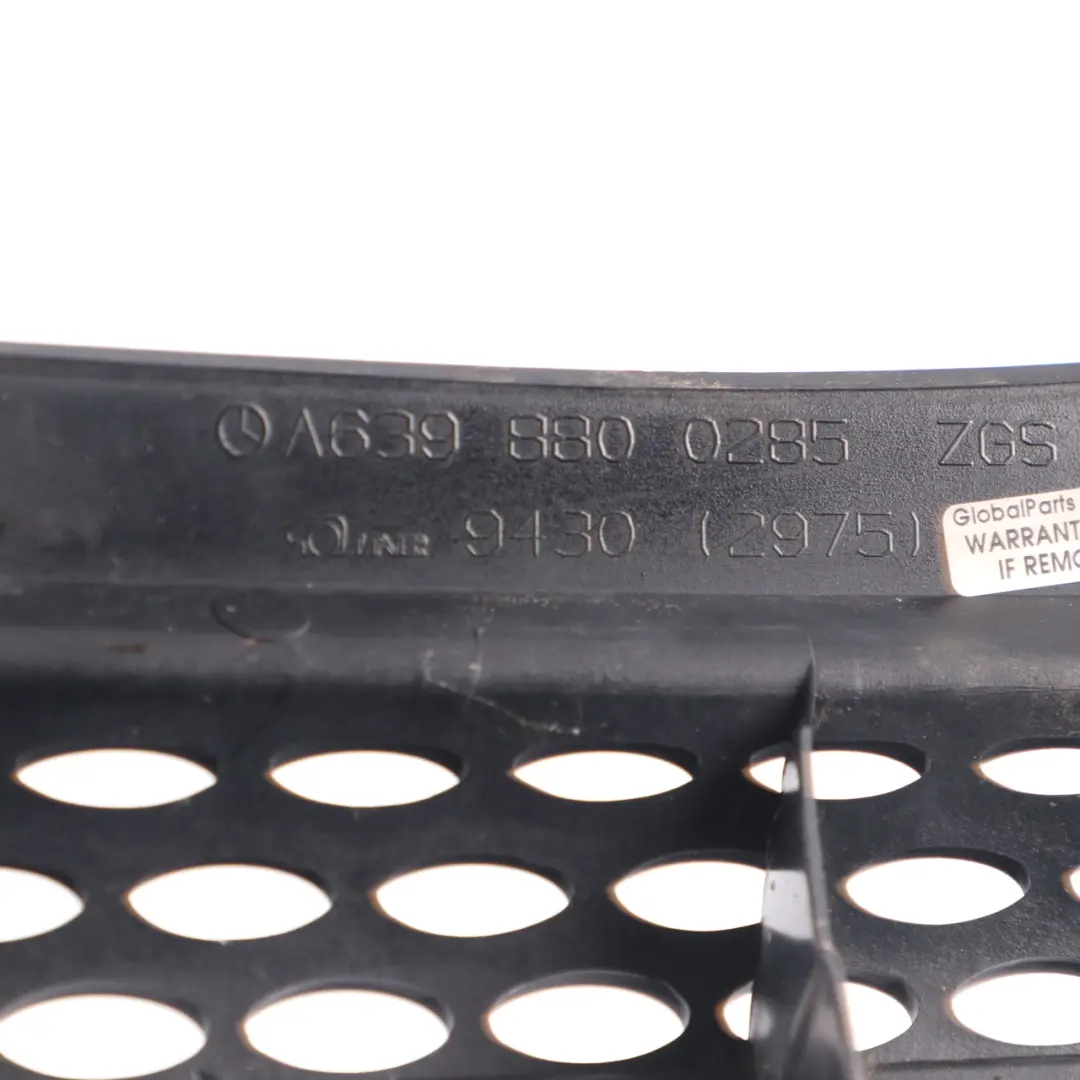 A639 880 0285 ZGS
9430 (2975)
GlobalParts
WARRANT
IF REMO